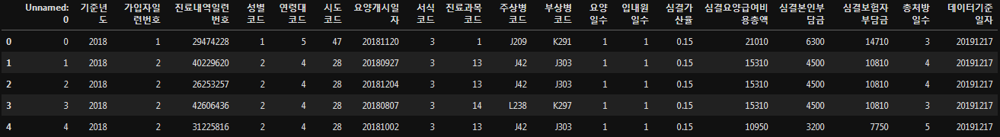 Unnamed: 0 기준년도 가입자일련번호 진료내역일련번호 성별코드 연령대코드 시도코드 요양개시일자 서식코드 진료과목코드 주상병코드 부상병코드 요양일수 입내원일수 심결가산율 심결요양급여비용총액 심결본인부담금 심결보험자부담금 총처방일수 데이터기준일자
0 0 2018 1 29474228 1 5 47 20181120 3 1 J209 K291 1 1 0.15 21010 6300 14710 3 20191217
1 1 2018 2 40229620 2 4 28 20180927 3 13 J42 J303 1 1 0.15 15310 4500 10810 4 20191217
2 2 2018 2 26253257 2 4 28 20181204 3 13 J42 J303 1 1 0.15 15310 4500 10810 4 20191217
3 3 2018 2 42606436 2 4 28 20180807 3 14 L238 K297 1 1 0.15 15310 4500 10810 3 20191217
4 4 2018 2 31225816 2 4 28 20181002 3 13 J42 J303 1 1 0.15 10950 3200 7750 5 20191217